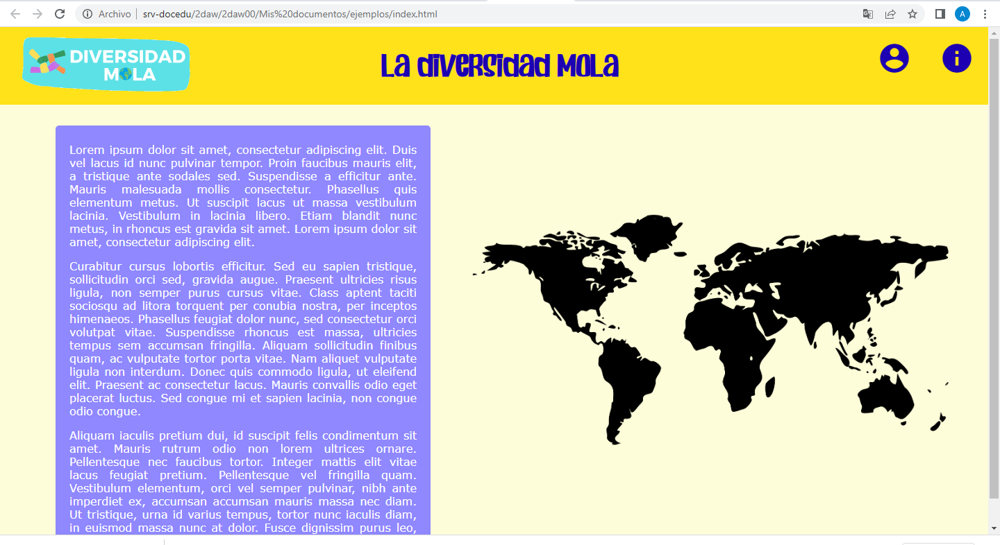 Archivo | srv-docedu/2daw/2daw00/Mis%20documentos/ejemplos/index.html
A
DIVERSIDAD
MOLA
La diversidad MOLA
Lorem ipsum dolor sit amet, consectetur adipiscing elit. Duis
vel lacus id nunc pulvinar tempor. Proin faucibus mauris elit,
a tristique ante sodales sed. Suspendisse a efficitur ante.
Mauris malesuada mollis consectetur. Phasellus quis
elementum metus. Ut suscipit lacus ut massa vestibulum
lacinia. Vestibulum in lacinia libero. Etiam blandit nunc
metus, in rhoncus est gravida sit amet. Lorem ipsum dolor sit
amet, consectetur adipiscing elit.
Curabitur cursus lobortis efficitur. Sed eu sapien tristique,
sollicitudin orci sed, gravida augue. Praesent ultricies risus
ligula, non semper purus cursus vitae. Class aptent taciti
sociosqu ad litora torquent per conubia nostra, per inceptos
himenaeos. Phasellus feugiat dolor nunc, sed consectetur orci
volutpat vitae. Suspendisse rhoncus est massa, ultricies
tempus sem accumsan fringilla. Aliquam sollicitudin finibus
quam, ac vulputate tortor porta vitae. Nam aliquet vulputate
ligula non interdum. Donec quis commodo ligula, ut eleifend
elit. Praesent ac consectetur lacus. Mauris convallis odio eget
placerat luctus. Sed congue mi et sapien lacinia, non congue
odio congue.
Aliquam iaculis pretium dui, id suscipit felis condimentum sit
amet. Mauris rutrum odio non lorem ultrices ornare.
Pellentesque nec faucibus tortor. Integer mattis elit vitae
lacus feugiat pretium. Pellentesque vel fringilla quam.
Vestibulum elementum, orci vel semper pulvinar, nibh ante
imperdiet ex, accumsan accumsan mauris massa nec diam.
Ut tristique, urna id varius tempus, tortor nunc iaculis diam,
in euismod massa nunc at dolor. Fusce dignissim purus leo,